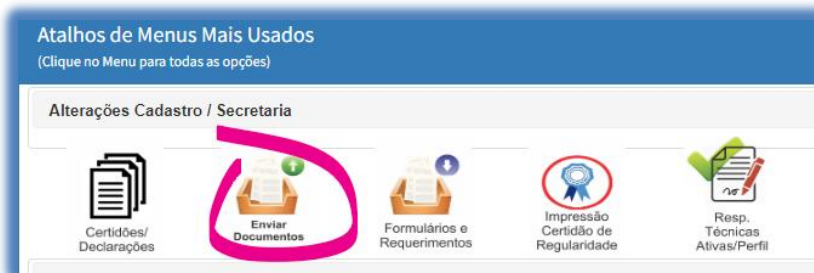 Atalhos de Menus Mais Usados
(Clique no Menu para todas as opções)
Alterações Cadastro / Secretaria
Certidões/
Declarações
Enviar
Documentos
Formulários e
Requerimentos
Impressão
Certidão de
Regularidade
Resp.
Técnicas
Ativas/Perfil